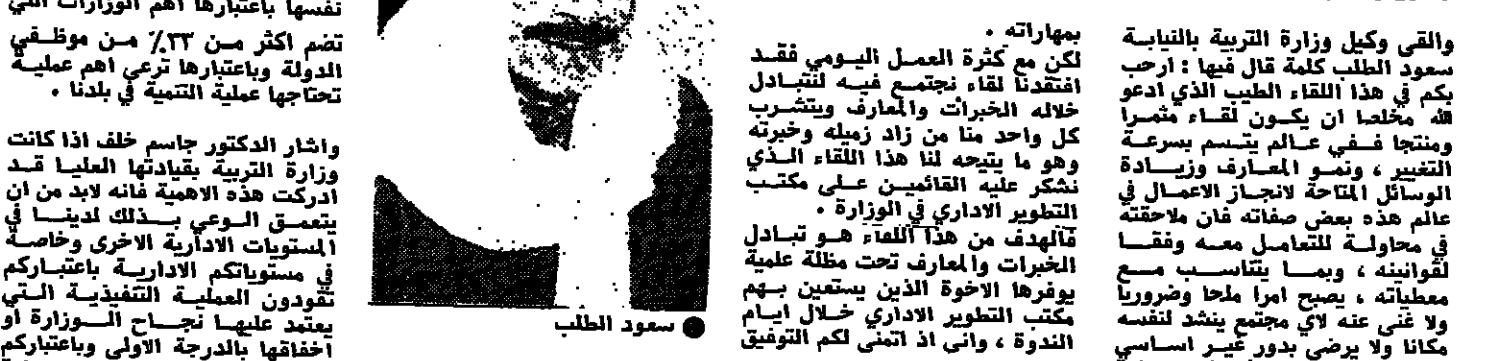 والقى وكيل وزارة التربية بالنيابة
سعود الطلب كلمة قال فيها : ارحب
بكم في هذا اللقاء الطيب الذي ادعو
الله مخلصا ان يكون لقاء مثمرا
ومنتجا ففي عالم يتسم بسرعة
التغيير ، ونمو المعارف وزيادة
الوسائل المتاحة لانجاز الاعمال في
عالم هذه بعض صفاته فان ملاحقته
في محاولة للتعامل معه وفقا
لقوانينه ، وبما يتناسب مع
معطياته ، يصبح امرا ملحا وضروريا
ولا غنى عنه لاي مجتمع ينشد لنفسه
مكانا ولا يرضى بدور غير اساسي
بمهاراته .
لكن مع كثرة العمل اليومي فقد
افتقدنا لقاء نجتمع فيه لنتبادل
خلاله الخبرات والمعارف ويتشرب
كل واحد منا من زاد زميله وخبرته
وهو ما يتيحه لنا هذا اللقاء الذي
نشكر عليه القائمين على مكتب
التطوير الاداري في الوزارة .
فالهدف من هذا اللقاء هو تبادل
الخبرات والمعارف تحت مظلة علمية
يوفرها الاخوة الذين يستعين بهم
مكتب التطوير الاداري خلال ايام
الندوة ، واني اذ اتمنى لكم التوفيق
سعود الطلب
نفسها باعتبارها اهم الوزارات التي
تضم اكثر من ٣٣٪ من موظفي
الدولة وباعتبارها ترعى اهم عملية
تحتاجها عملية التنمية في بلدنا .
واشار الدكتور جاسم خلف اذا كانت
وزارة التربية بقيادتها العليا قد
ادركت هذه الاهمية فانه لابد من ان
يتعمق الوعي بذلك لدينا في
المستويات الادارية الاخرى وخاصة
في مستوياتكم الادارية باعتباركم
تقودون العملية التنفيذية التي
يعتمد عليها نجاح الوزارة او
اخفاقها بالدرجة الاولى وباعتباركم